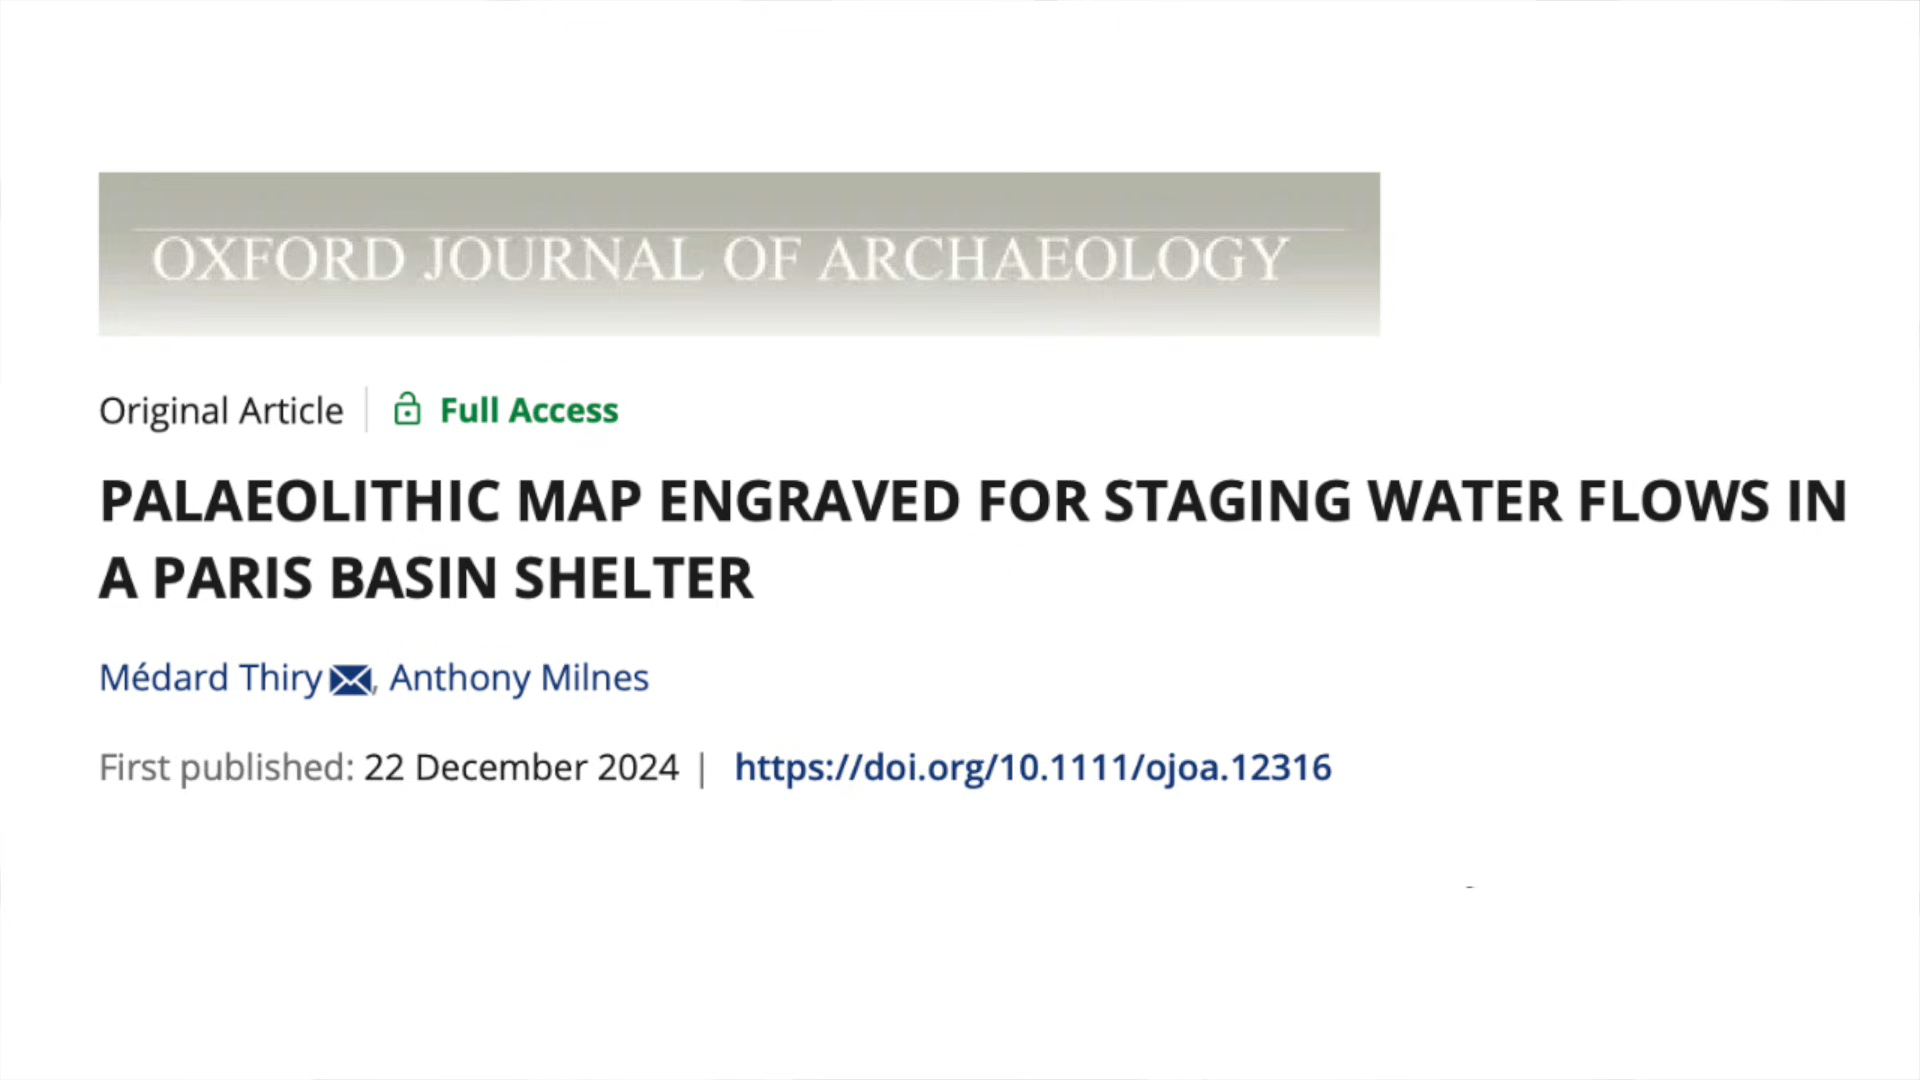 OXFORD JOURNAL OF ARCHAEOLOGY
Original Article | Full Access
PALAEOLITHIC MAP ENGRAVED FOR STAGING WATER FLOWS IN
A PARIS BASIN SHELTER
Médard Thiry, Anthony Milnes
First published: 22 December 2024 | https://doi.org/10.1111/ojoa.12316